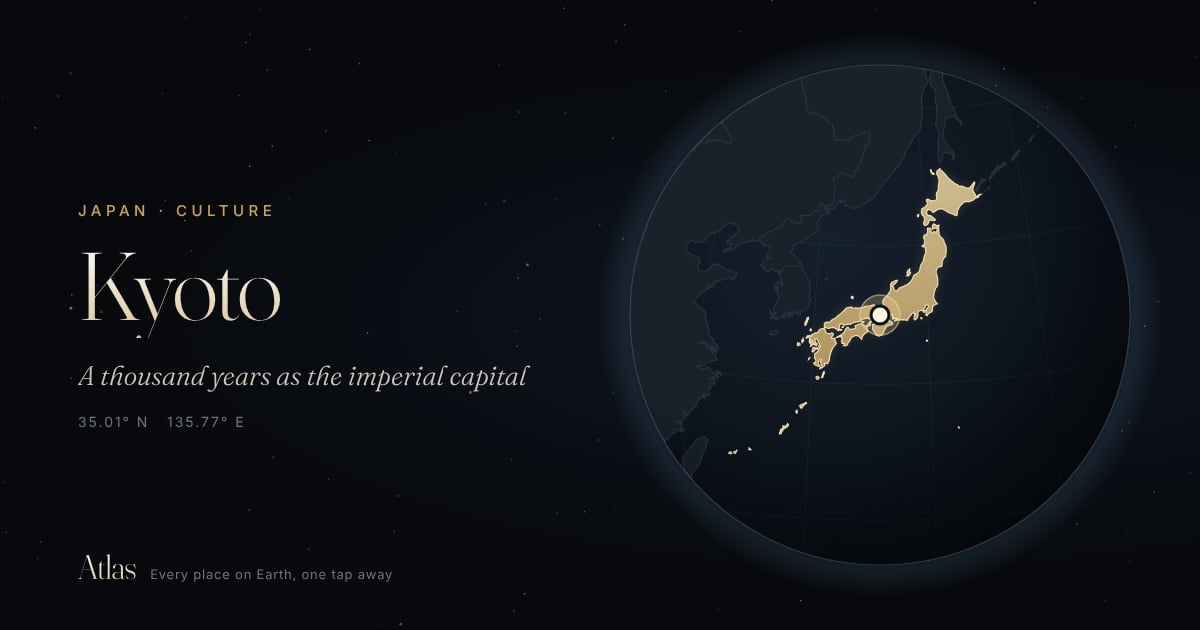 JAPAN · CULTURE
Kyoto
A thousand years as the imperial capital
35.01° N 135.77° E
Atlas Every place on Earth, one tap away